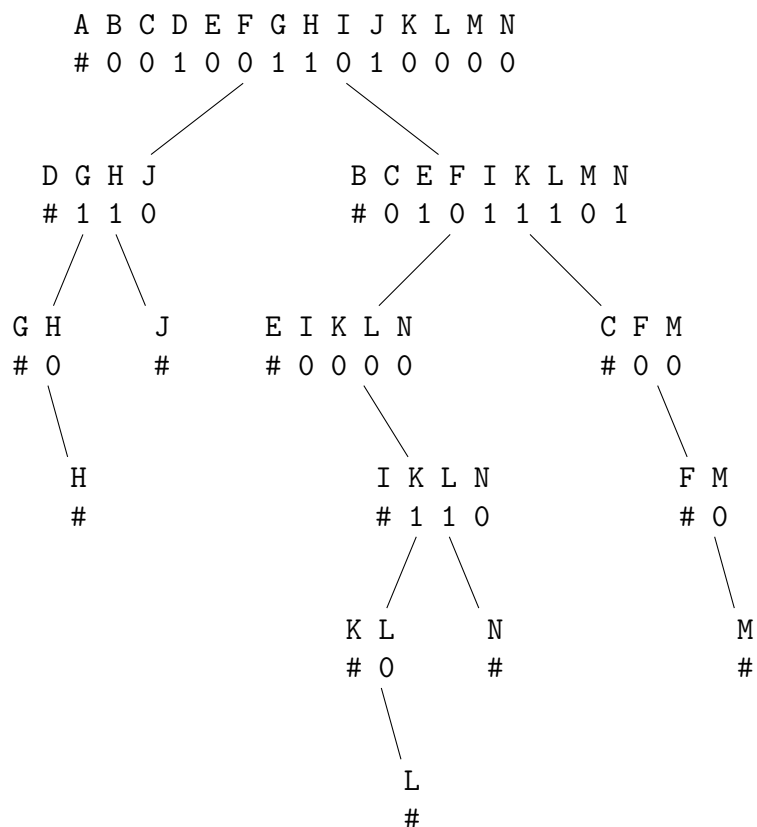 A B C D E F G H I J K L M N
# 0 0 1 0 0 1 1 0 1 0 0 0 0
D G H J
# 1 1 0
B C E F I K L M N
# 0 1 0 1 1 1 0 1
G H
# 0
J
#
E I K L N
# 0 0 0 0
C F M
# 0 0
H
#
I K L N
# 1 1 0
F M
# 0
K L
# 0
N
#
M
#
L
#